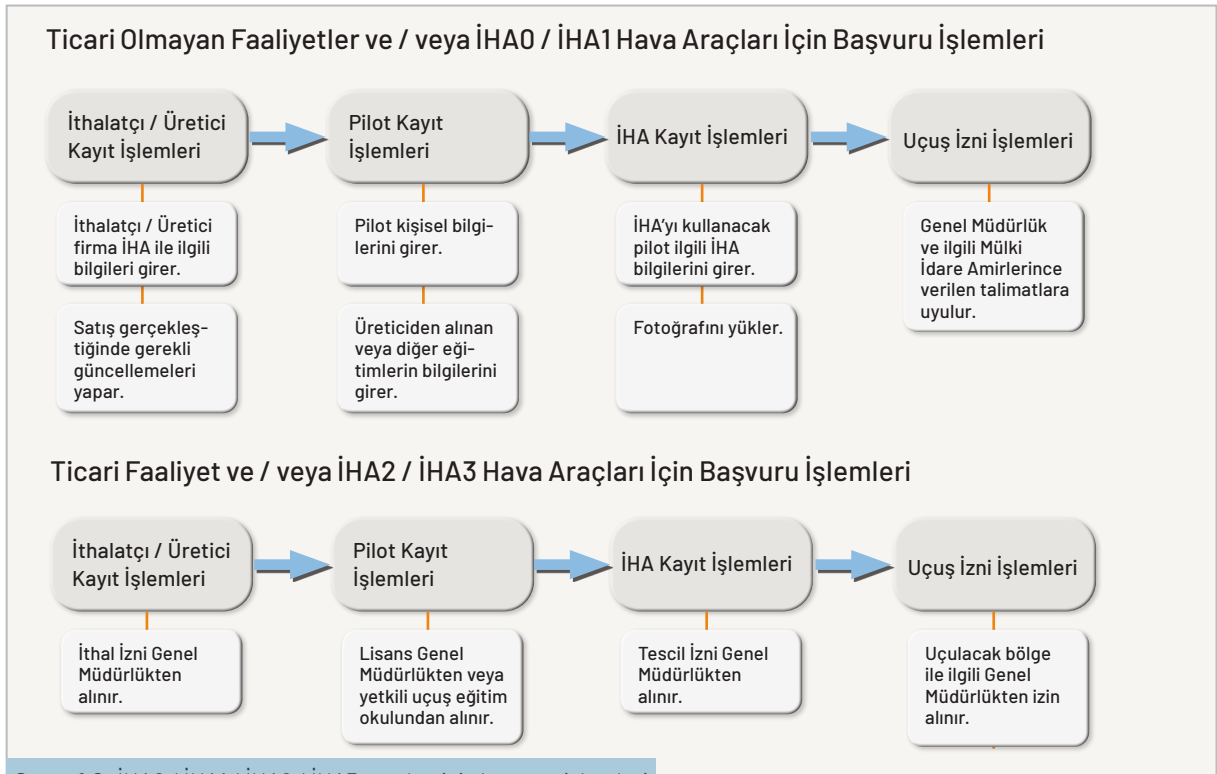 Ticari Olmayan Faaliyetler ve / veya İHA0 / İHA1 Hava Araçları İçin Başvuru İşlemleri
İthalatçı / Üretici
Kayıt İşlemleri
Pilot Kayıt
İşlemleri
İHA Kayıt İşlemleri
Uçuş İzni İşlemleri
İthalatçı / Üretici
firma İHA ile ilgili
bilgileri girer.
Pilot kişisel bilgi-
lerini girer.
İHA'yı kullanacak
pilot ilgili İHA
bilgilerini girer.
Genel Müdürlük
ve ilgili Mülki
İdare Amirlerince
verilen talimatlara
uyulur.
Satış gerçekleş-
tiğinde gerekli
güncellemeleri
yapar.
Üreticiden alınan
veya diğer eği-
timlerin bilgilerini
girer.
Fotoğrafını yükler.
Ticari Faaliyet ve / veya İHA2 / İHA3 Hava Araçları İçin Başvuru İşlemleri
İthalatçı / Üretici
Kayıt İşlemleri
Pilot Kayıt
İşlemleri
İHA Kayıt İşlemleri
Uçuş İzni İşlemleri
İthal İzni Genel
Müdürlükten
alınır.
Lisans Genel
Müdürlükten veya
yetkili uçuş eğitim
okulundan alınır.
Tescil İzni Genel
Müdürlükten
alınır.
Uçulacak bölge
ile ilgili Genel
Müdürlükten izin
alınır.